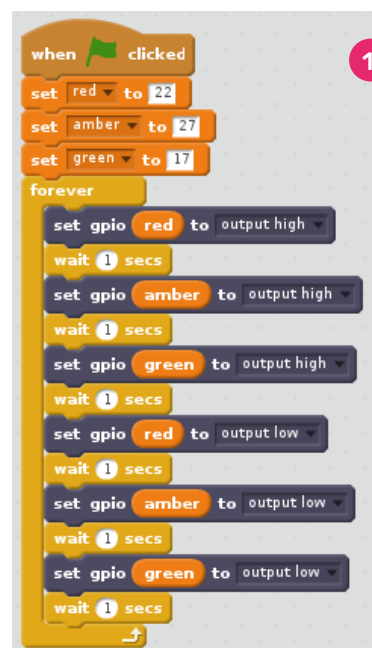 when clicked
1
set red to 22
set amber to 27
set green to 17
forever
set gpio red to output high
wait 1 secs
set gpio amber to output high
wait 1 secs
set gpio green to output high
wait 1 secs
set gpio red to output low
wait 1 secs
set gpio amber to output low
wait 1 secs
set gpio green to output low
wait 1 secs